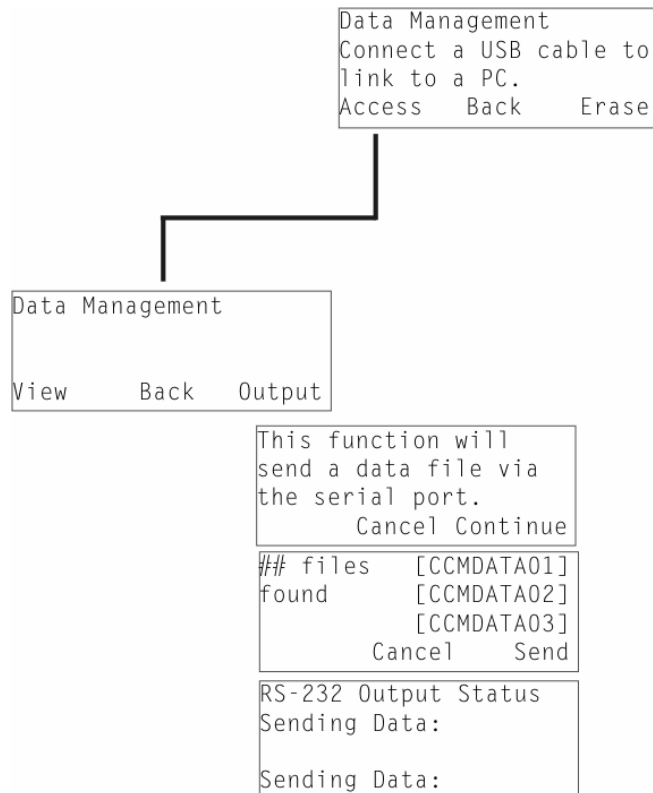 Data Management
Connect a USB cable to
link to a PC.
Access Back Erase
Data Management
View Back Output
This function will
send a data file via
the serial port.
Cancel Continue
## files [CCMDATA01]
found [CCMDATA02]
[CCMDATA03]
Cancel Send
RS-232 Output Status
Sending Data:
Sending Data: